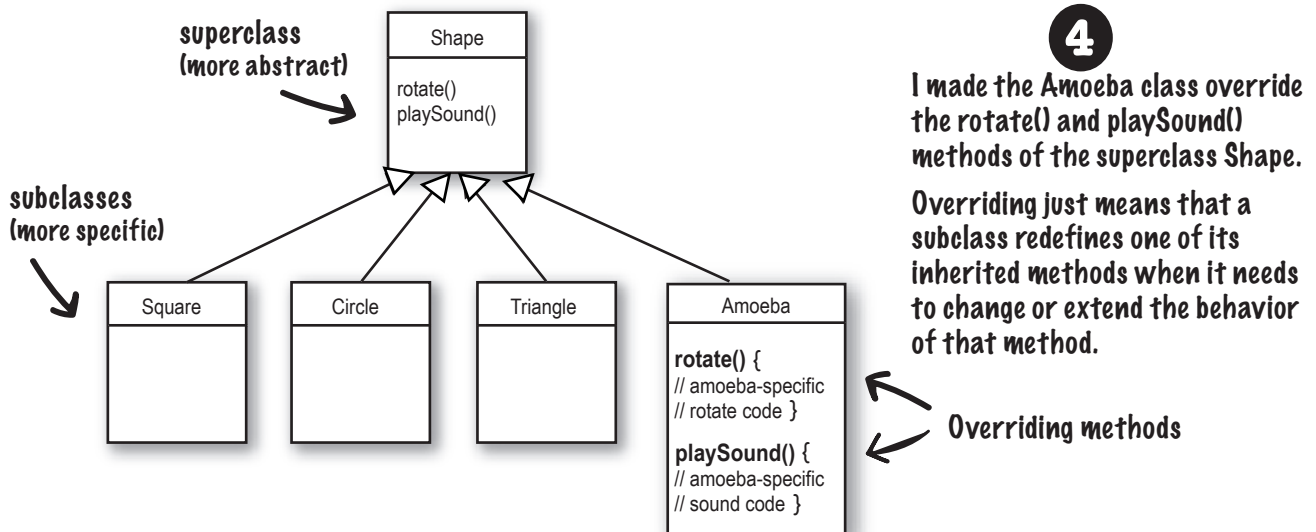 superclass
(more abstract)
Shape
rotate()
playSound()
4
I made the Amoeba class override
the rotate() and playSound()
methods of the superclass Shape.
Overriding just means that a
subclass redefines one of its
inherited methods when it needs
to change or extend the behavior
of that method.
subclasses
(more specific)
Square
Circle
Triangle
Amoeba
rotate() {
// amoeba-specific
// rotate code }
playSound() {
// amoeba-specific
// sound code }
Overriding methods